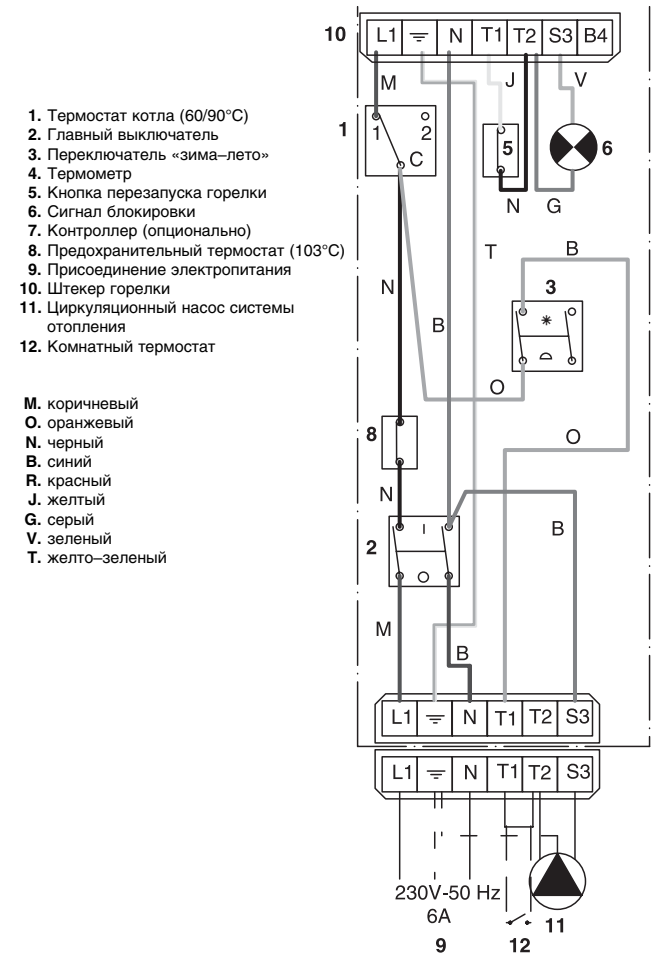 10 L1 N T1 T2 S3 B4
M J V
1. Термостат котла (60/90°C)
2. Главный выключатель
3. Переключатель «зима–лето»
4. Термометр
5. Кнопка перезапуска горелки
6. Сигнал блокировки
7. Контроллер (опционально)
8. Предохранительный термостат (103°C)
9. Присоединение электропитания
10. Штекер горелки
11. Циркуляционный насос системы
отопления
12. Комнатный термостат
M. коричневый
O. оранжевый
N. черный
B. синий
R. красный
J. желтый
G. серый
V. зеленый
T. желто–зеленый
1 1 2 5 6
C
N G
T B
N 3
B
O
8 O
N
2 I B
O
M B
L1 N T1 T2 S3
L1 N T1 T2 S3
230V-50 Hz
6A 11
9 12